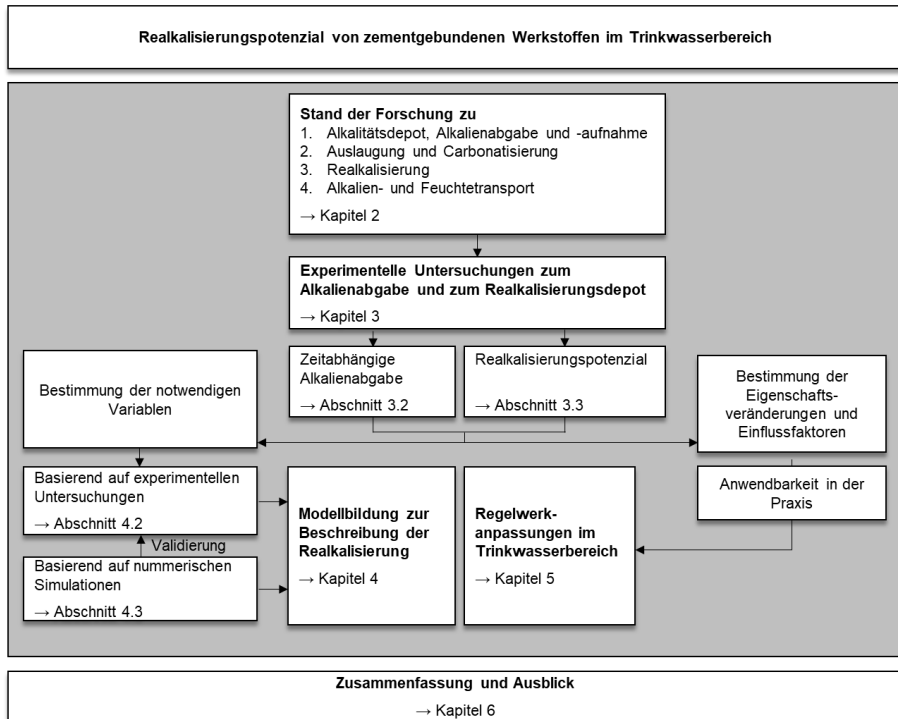 Realkalisierungspotenzial von zementgebundenen Werkstoffen im Trinkwasserbereich
Stand der Forschung zu
1. Alkalitätsdepot, Alkalienabgabe und -aufnahme
2. Auslaugung und Carbonatisierung
3. Realkalisierung
4. Alkalien- und Feuchtetransport
→ Kapitel 2
Experimentelle Untersuchungen zum
Alkalienabgabe und zum Realkalisierungsdepot
→ Kapitel 3
Zeitabhängige
Alkalienabgabe
→ Abschnitt 3.2
Realkalisierungspotenzial
→ Abschnitt 3.3
Bestimmung der notwendigen
Variablen
Bestimmung der
Eigenschafts-
veränderungen und
Einflussfaktoren
Basierend auf experimentellen
Untersuchungen
→ Abschnitt 4.2
Validierung
Basierend auf nummerischen
Simulationen
→ Abschnitt 4.3
Modellbildung zur
Beschreibung der
Realkalisierung
→ Kapitel 4
Regelwerk-
anpassungen im
Trinkwasserbereich
→ Kapitel 5
Anwendbarkeit in der
Praxis
Zusammenfassung und Ausblick
→ Kapitel 6